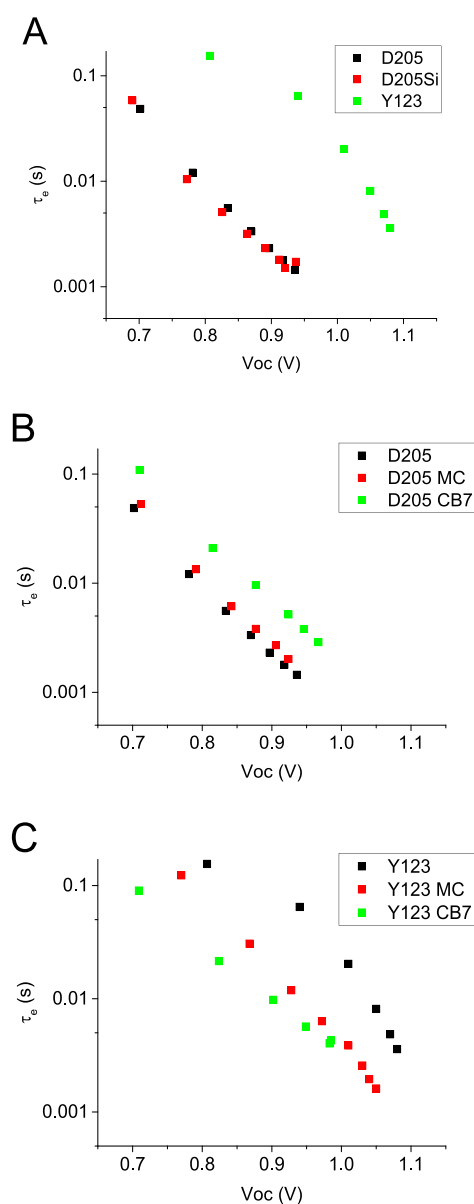 A
D205
D205Si
Y123
0.1
0.01
0.001
τe (s)
0.7 0.8 0.9 1.0 1.1
Voc (V)
B
D205
D205 MC
D205 CB7
0.1
0.01
0.001
τe (s)
0.7 0.8 0.9 1.0 1.1
Voc (V)
C
Y123
Y123 MC
Y123 CB7
0.1
0.01
0.001
τe (s)
0.7 0.8 0.9 1.0 1.1
Voc (V)